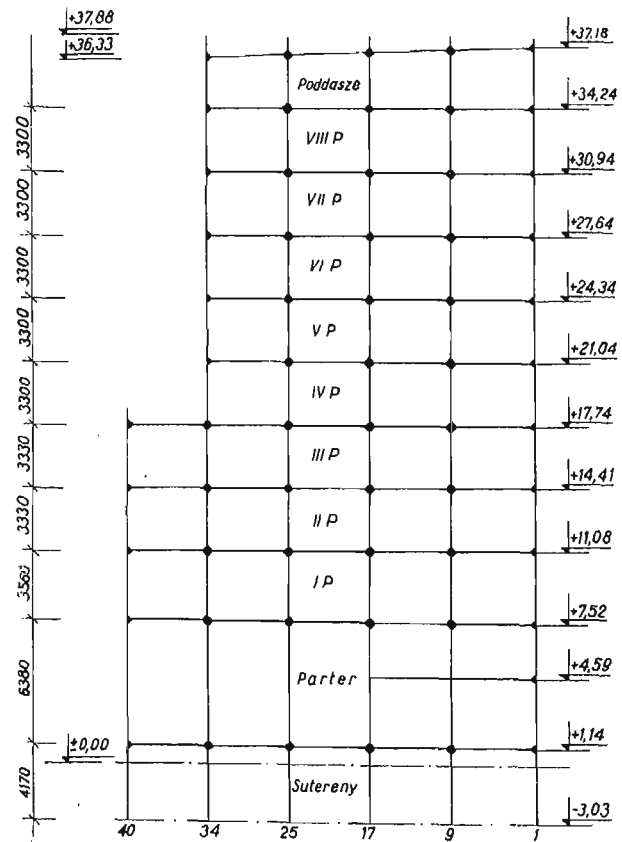 +37,88
+36,33
+37,18
Poddasze
+34,24
3300
VIII P
+30,94
3300
VII P
+27,64
3300
VI P
+24,34
3300
V P
+21,04
3300
IV P
+17,74
3330
III P
+14,41
3330
II P
+11,08
3560
I P
+7,52
6380
Parter
+4,59
+1,14
±0,00
4170
Sutereny
-3,03
40 34 25 17 9 1